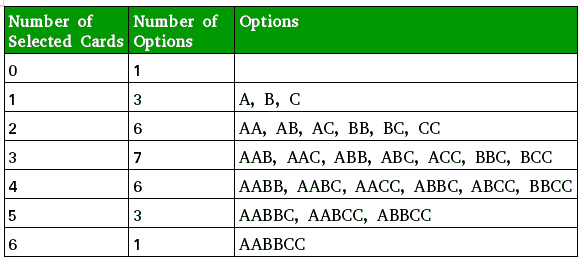 Number of Selected Cards Number of Options Options
0 1
1 3 A, B, C
2 6 AA, AB, AC, BB, BC, CC
3 7 AAB, AAC, ABB, ABC, ACC, BBC, BCC
4 6 AABB, AABC, AACC, ABBC, ABCC, BBCC
5 3 AABBC, AABCC, ABBCC
6 1 AABBCC